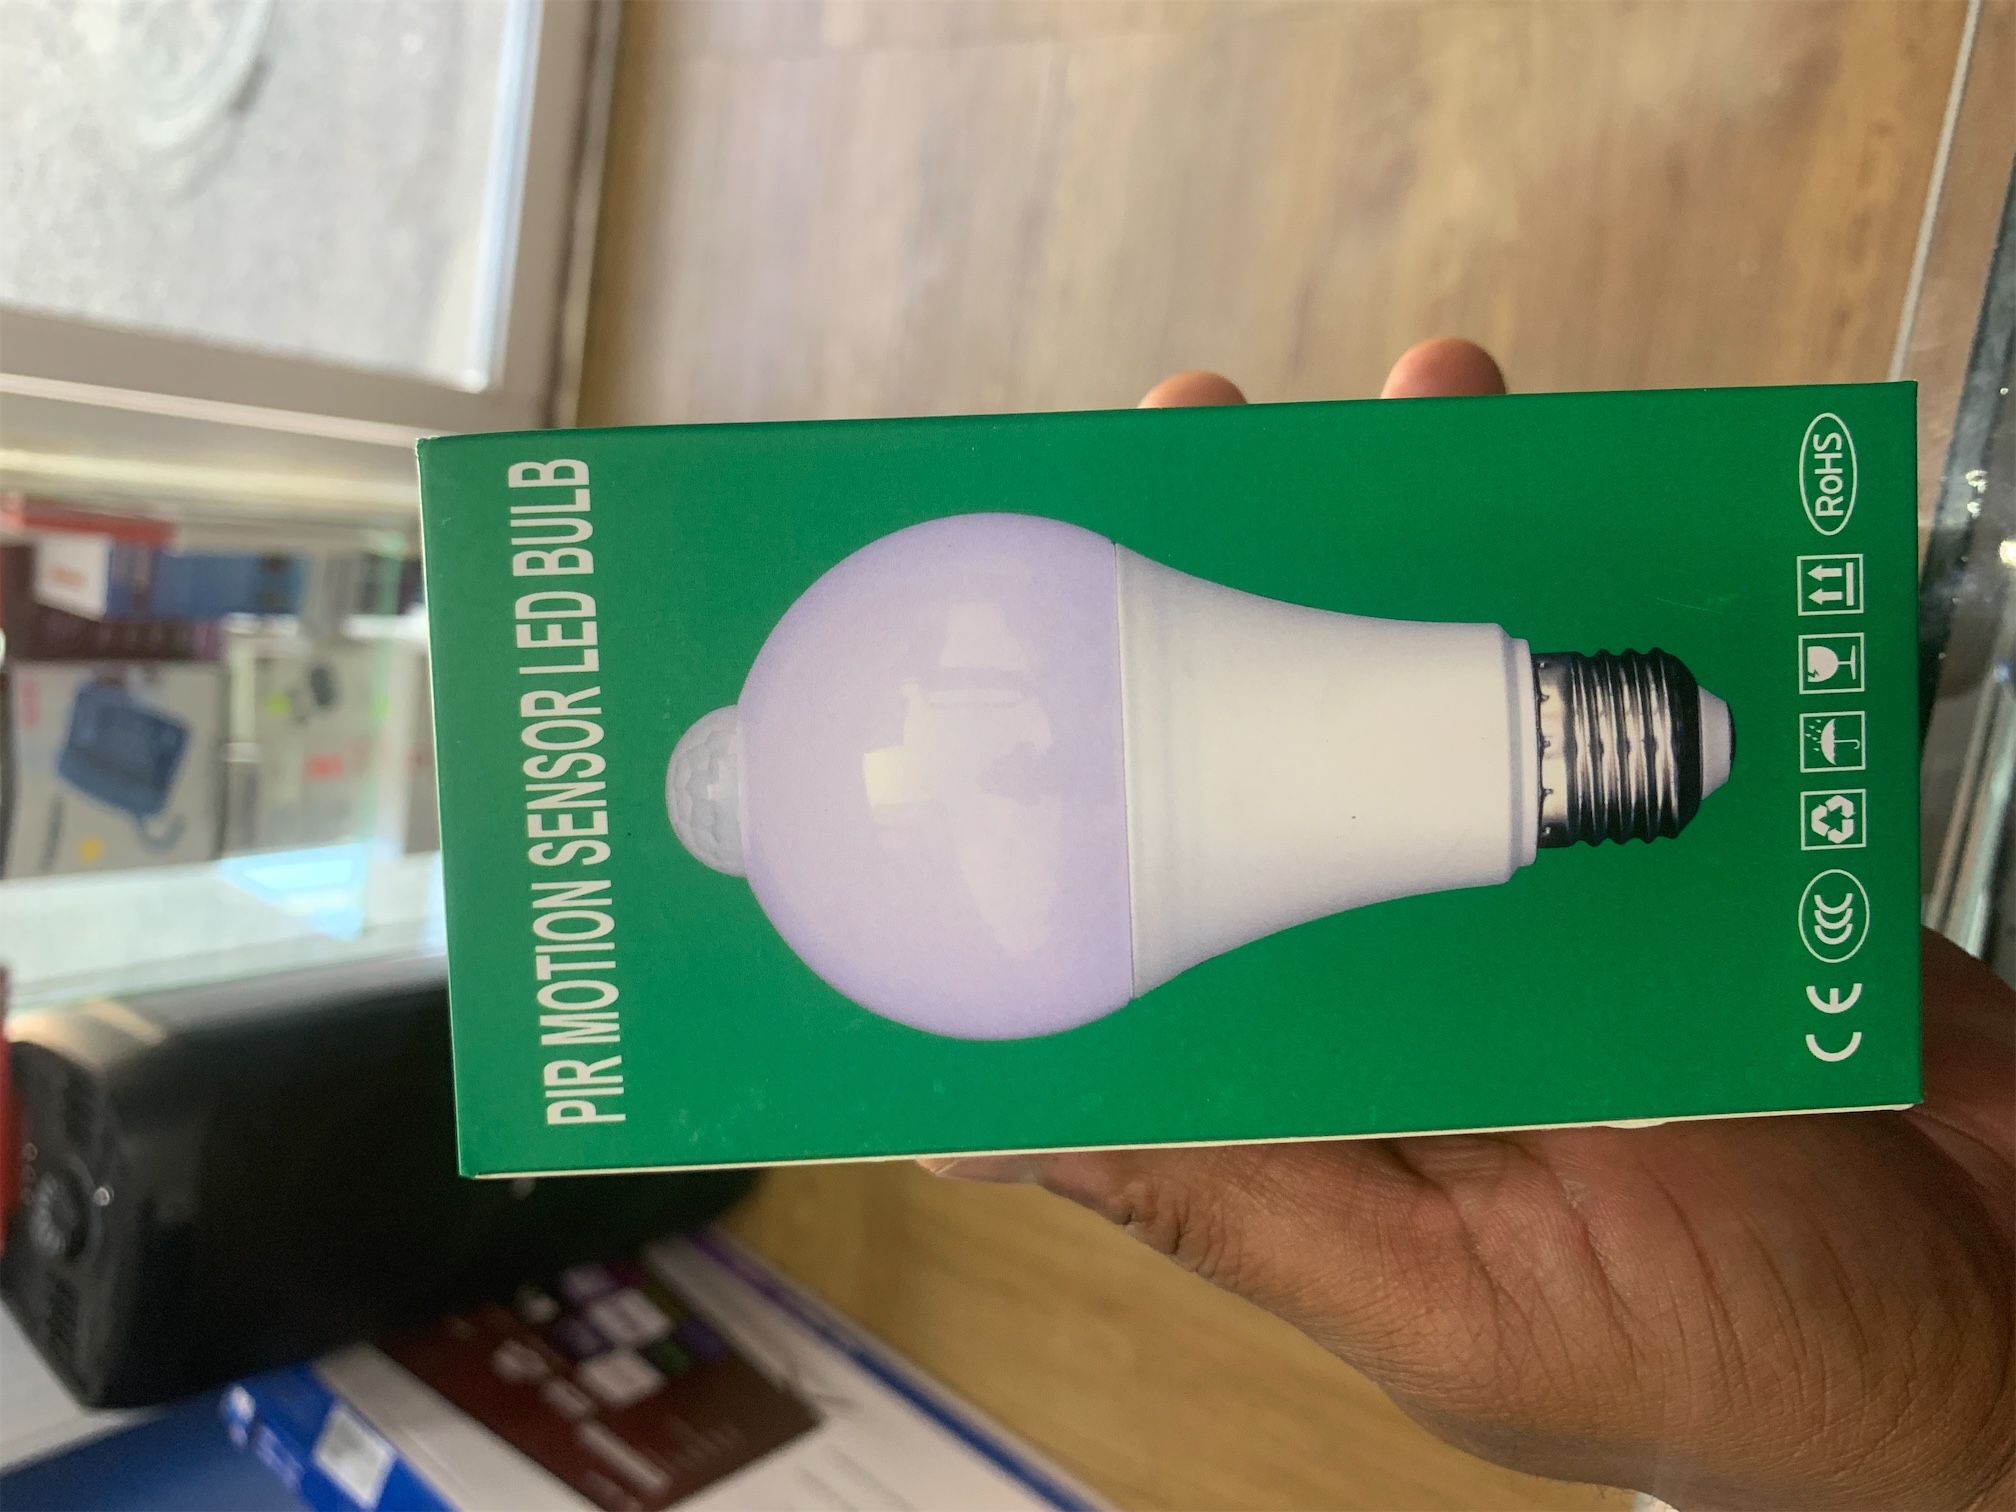 PIR MOTION SENSOR LED BULB
CE CCC RoHS